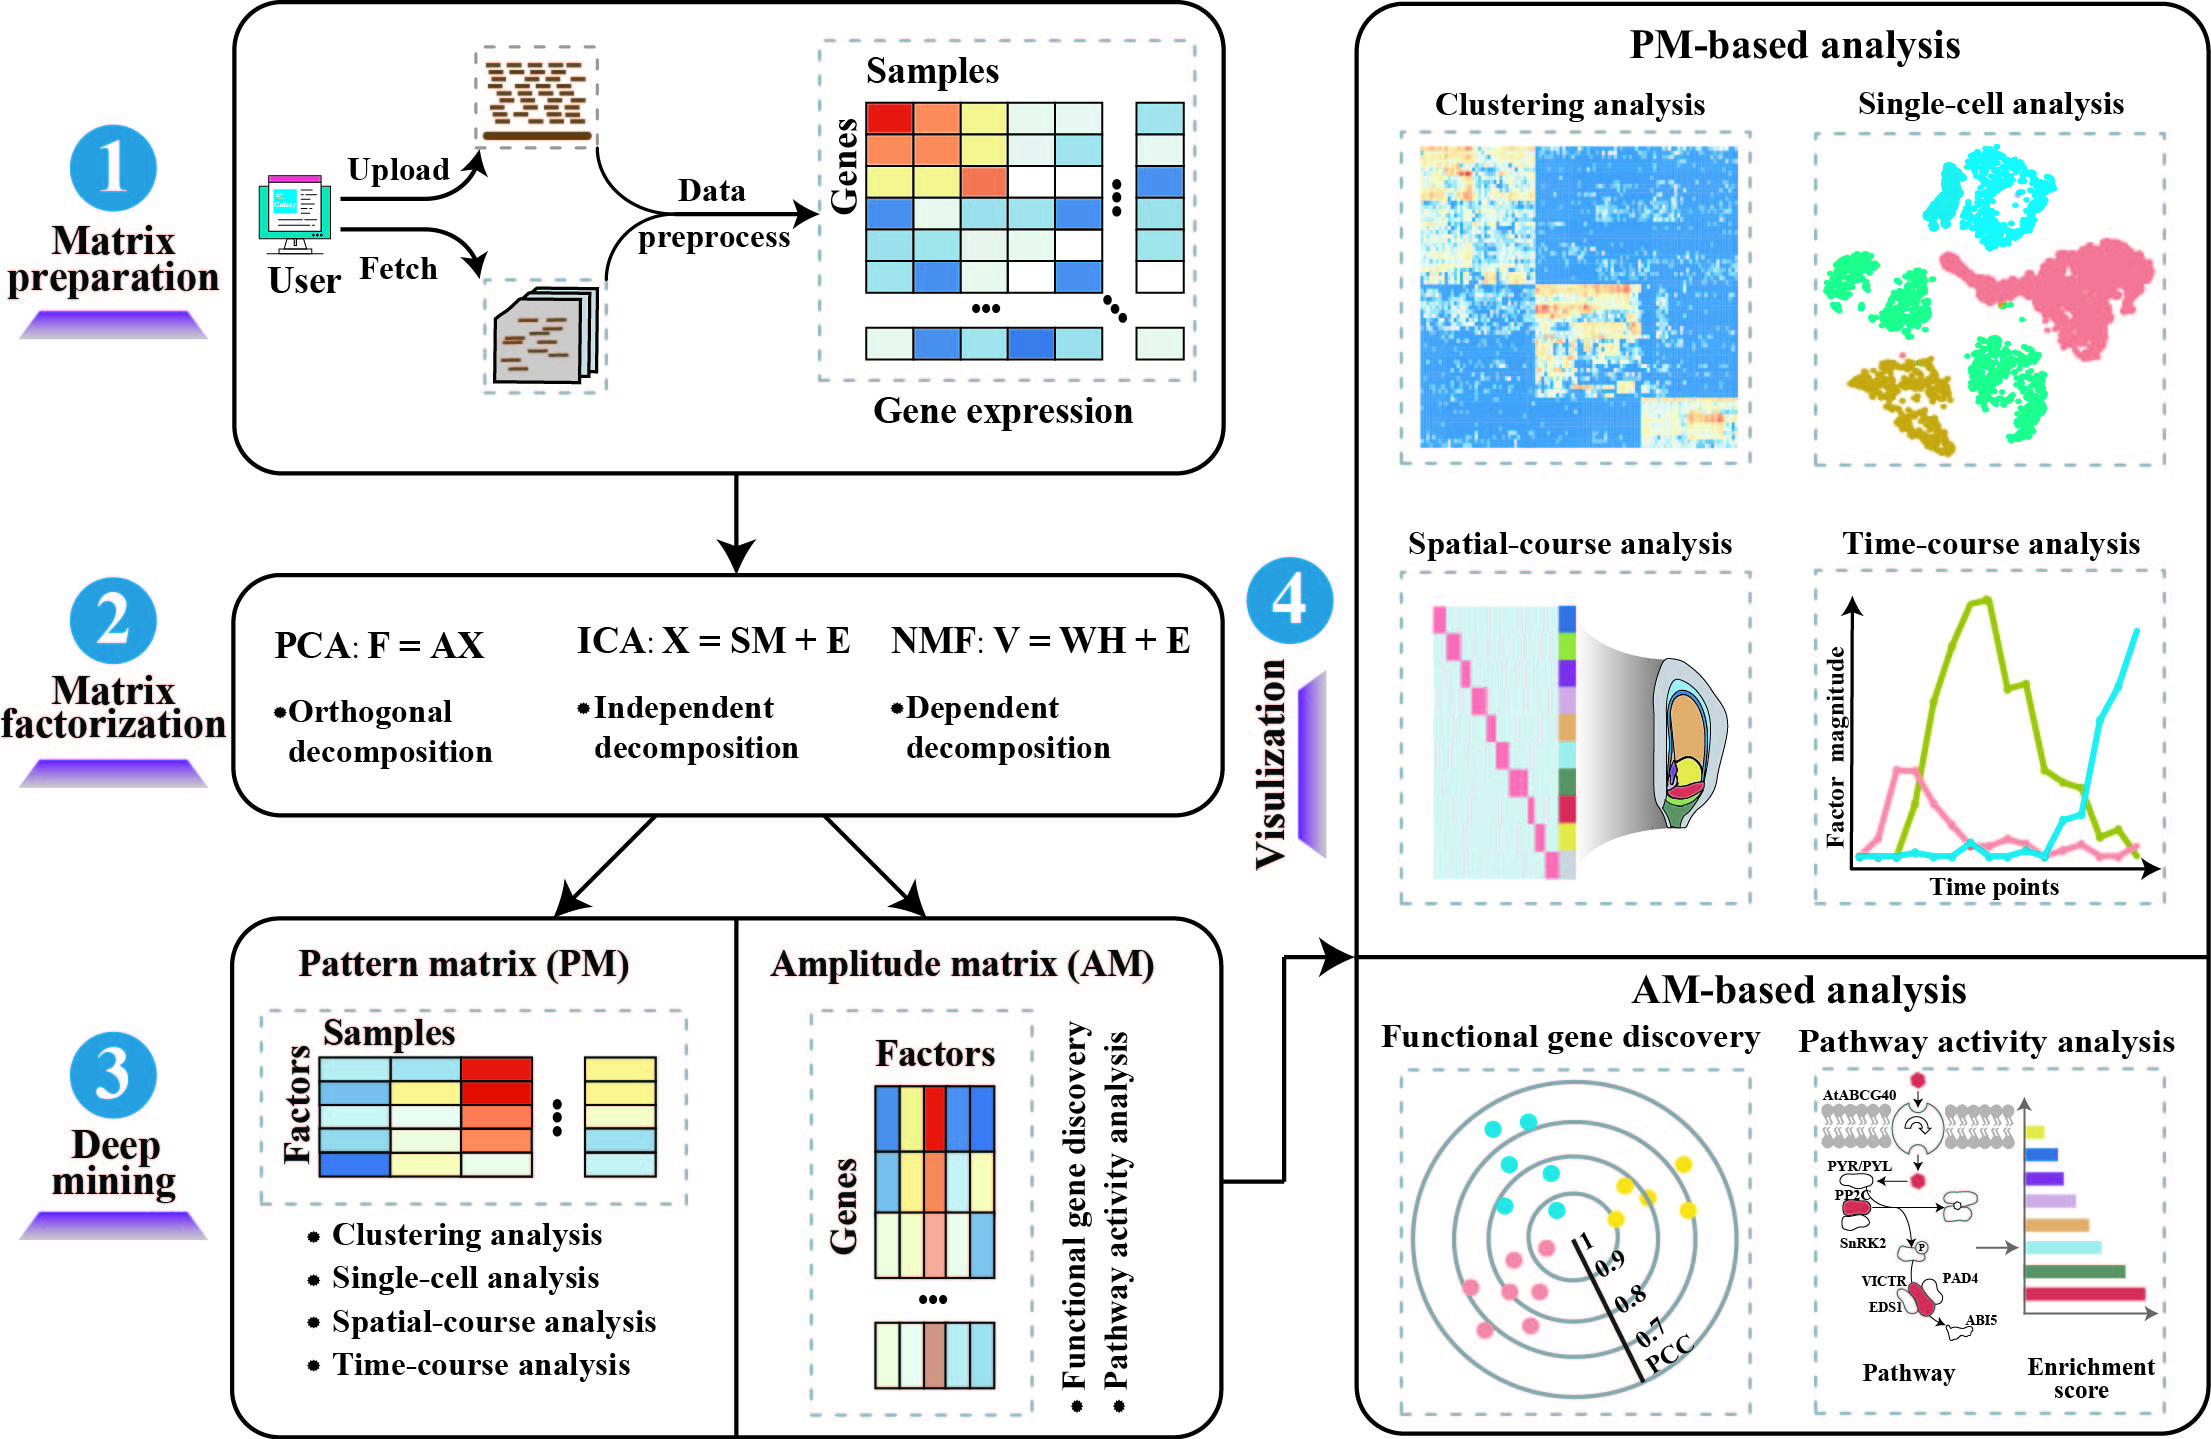 1
Matrix
preparation
Galaxy
User
Upload
Fetch
Data
preprocess
Samples
Genes
Gene expression
2
Matrix
factorization
PCA: F = AX
Orthogonal
decomposition
ICA: X = SM + E
Independent
decomposition
NMF: V = WH + E
Dependent
decomposition
3
Deep
mining
Pattern matrix (PM)
Samples
Factors
Clustering analysis
Single-cell analysis
Spatial-course analysis
Time-course analysis
Amplitude matrix (AM)
Factors
Genes
Functional gene discovery
Pathway activity analysis
4
Visulization
PM-based analysis
Clustering analysis
Single-cell analysis
Spatial-course analysis
Time-course analysis
Factor magnitude
Time points
AM-based analysis
Functional gene discovery
1
0.9
0.8
0.7
PCC
Pathway activity analysis
AtABCG40
PYR/PYL
PP2C
SnRK2
P
VICTR
PAD4
EDS1
ABI5
Pathway
Enrichment
score